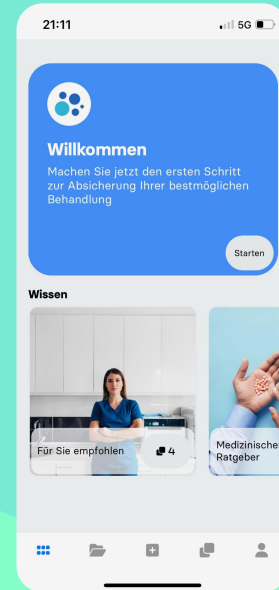 21:11
5G
Willkommen
Machen Sie jetzt den ersten Schritt
zur Absicherung Ihrer bestmöglichen
Behandlung
Starten
Wissen
Für Sie empfohlen
4
Medizinische
Ratgeber